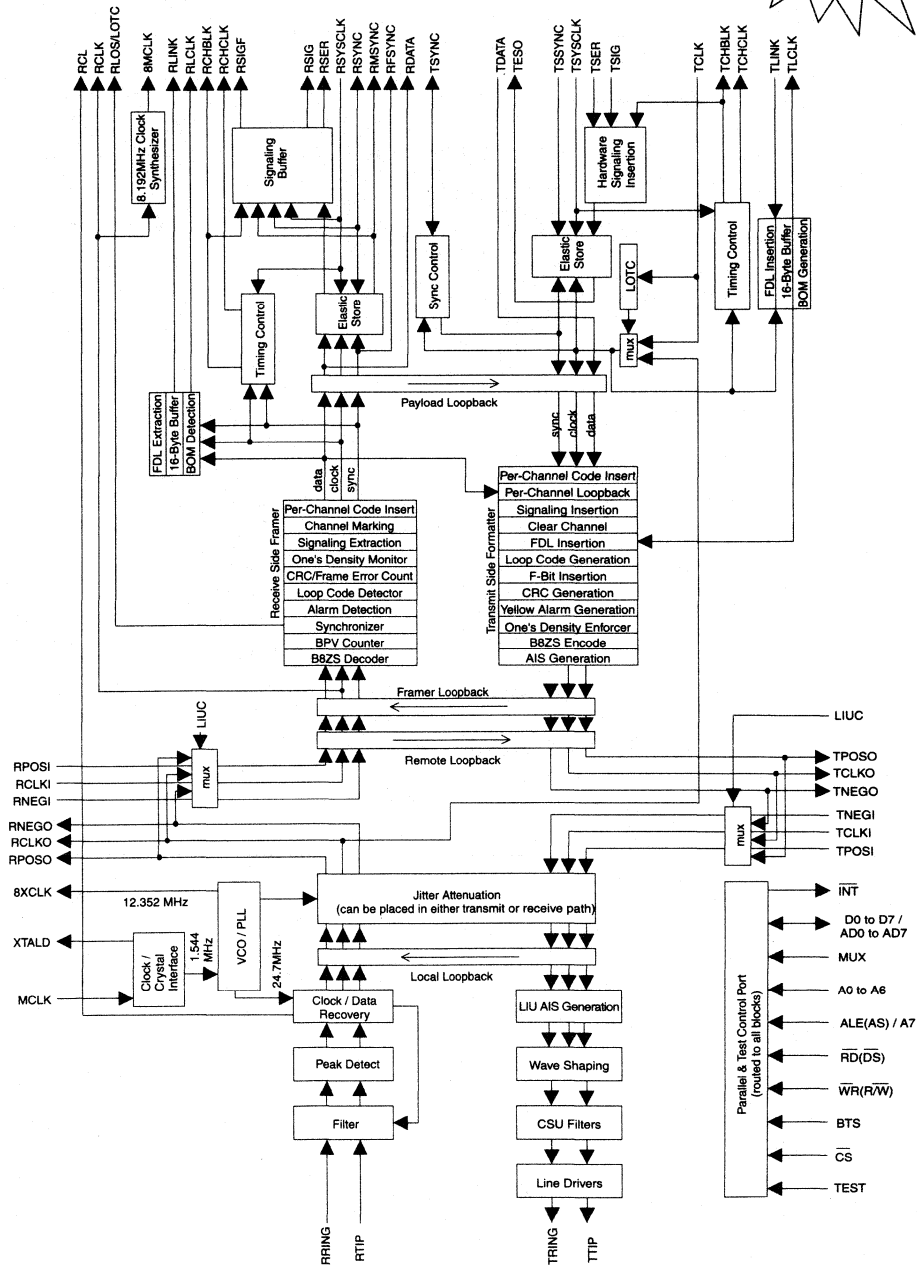 RCL
RCLK
RLOS/LOTC
8MCLK
RLINK
RLCLK
RCHBLK
RCHCLK
RSIGF
RSIG
RSER
RSYSCLK
RSYNC
RMSYNC
RFSYNC
RDATA
TSYNC
TDATA
TESO
TSSYNC
TSYSCLK
TSER
TSIG
TCLK
TCHBLK
TCHCLK
TLINK
TLCLK
8.192MHz Clock
Synthesizer
Signaling
Buffer
Hardware
Signaling
Insertion
Timing Control
Elastic
Store
Sync Control
Elastic
Store
LOTC
mux
Timing Control
FDL Insertion
16-Byte Buffer
BOM Generation
FDL Extraction
16-Byte Buffer
BOM Detection
Payload Loopback
data
clock
sync
sync
clock
data
Receive Side Framer
Per-Channel Code Insert
Channel Marking
Signaling Extraction
One's Density Monitor
CRC/Frame Error Count
Loop Code Detector
Alarm Detection
Synchronizer
BPV Counter
B8ZS Decoder
Transmit Side Formatter
Per-Channel Code Insert
Per-Channel Loopback
Signaling Insertion
Clear Channel
FDL Insertion
Loop Code Generation
F-Bit Insertion
CRC Generation
Yellow Alarm Generation
One's Density Enforcer
B8ZS Encode
AIS Generation
Framer Loopback
Remote Loopback
LIUC
mux
RPOSI
RCLKI
RNEGI
RNEGO
RCLKO
RPOSO
LIUC
TPOSO
TCLKO
TNEGO
TNEGI
TCLKI
TPOSI
mux
8XCLK
12.352 MHz
XTALD
MCLK
Clock /
Crystal
Interface
1.544
MHz
VCO / PLL
24.7MHz
Jitter Attenuation
(can be placed in either transmit or receive path)
Local Loopback
Clock / Data
Recovery
Peak Detect
Filter
RRING
RTIP
LIU AIS Generation
Wave Shaping
CSU Filters
Line Drivers
TRING
TTIP
Parallel & Test Control Port
(routed to all blocks)
INT
D0 to D7 /
AD0 to AD7
MUX
A0 to A6
ALE(AS) / A7
RD(DS)
WR(R/W)
BTS
CS
TEST